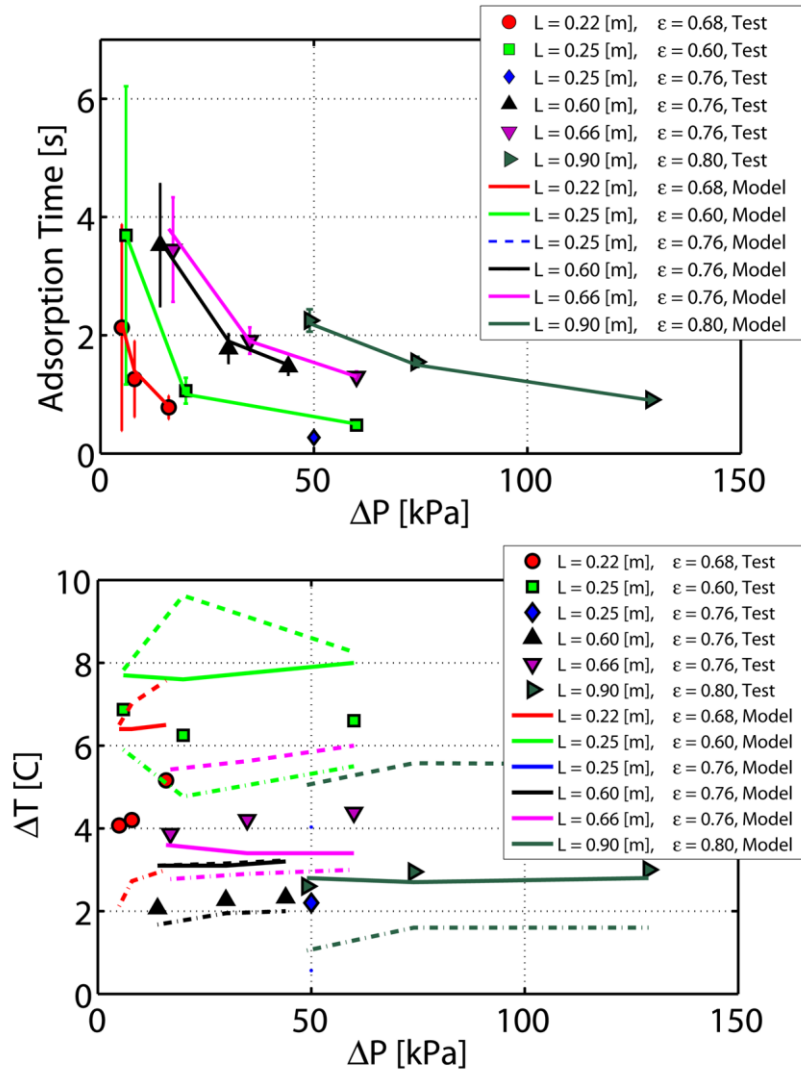 L = 0.22 [m], ε = 0.68, Test
L = 0.25 [m], ε = 0.60, Test
L = 0.25 [m], ε = 0.76, Test
L = 0.60 [m], ε = 0.76, Test
L = 0.66 [m], ε = 0.76, Test
L = 0.90 [m], ε = 0.80, Test
L = 0.22 [m], ε = 0.68, Model
L = 0.25 [m], ε = 0.60, Model
L = 0.25 [m], ε = 0.76, Model
L = 0.60 [m], ε = 0.76, Model
L = 0.66 [m], ε = 0.76, Model
L = 0.90 [m], ε = 0.80, Model
Adsorption Time [s]
6
4
2
0
0
50
100
150
ΔP [kPa]
L = 0.22 [m], ε = 0.68, Test
L = 0.25 [m], ε = 0.60, Test
L = 0.25 [m], ε = 0.76, Test
L = 0.60 [m], ε = 0.76, Test
L = 0.66 [m], ε = 0.76, Test
L = 0.90 [m], ε = 0.80, Test
L = 0.22 [m], ε = 0.68, Model
L = 0.25 [m], ε = 0.60, Model
L = 0.25 [m], ε = 0.76, Model
L = 0.60 [m], ε = 0.76, Model
L = 0.66 [m], ε = 0.76, Model
L = 0.90 [m], ε = 0.80, Model
ΔT [C]
10
8
6
4
2
0
0
50
100
150
ΔP [kPa]